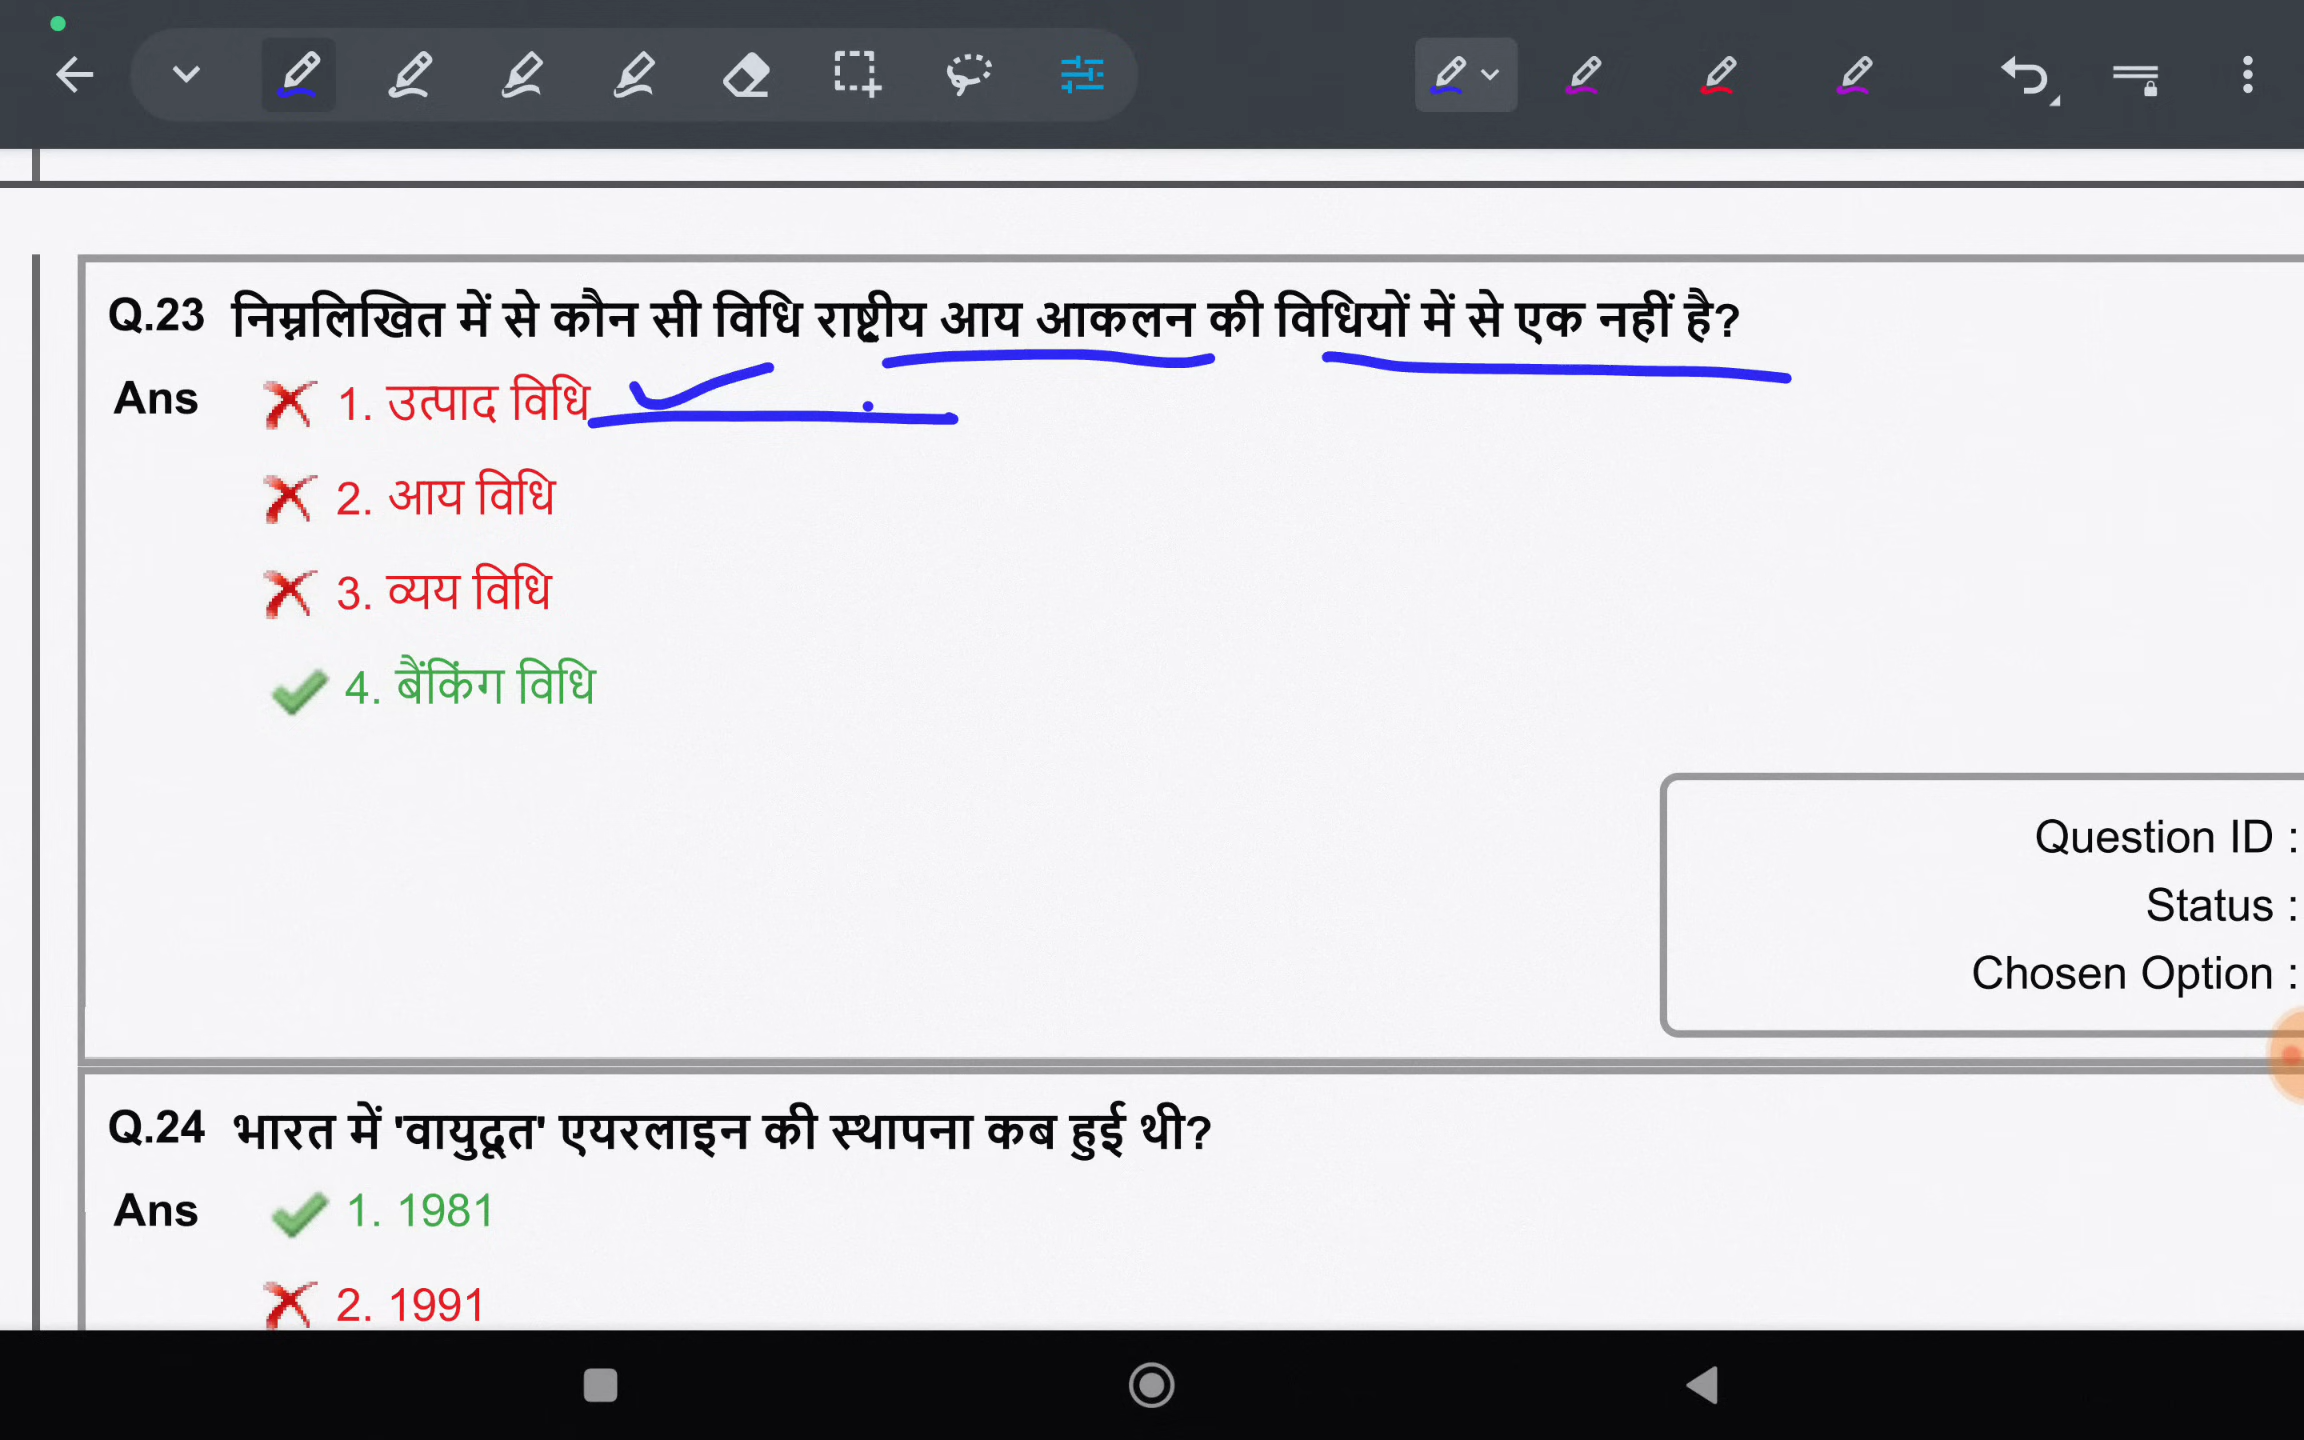 Q.23 निम्नलिखित में से कौन सी विधि राष्ट्रीय आय आकलन की विधियों में से एक नहीं है?
Ans 1. उत्पाद विधि
2. आय विधि
3. व्यय विधि
4. बैंकिंग विधि
Question ID :
Status :
Chosen Option :
Q.24 भारत में 'वायुदूत' एयरलाइन की स्थापना कब हुई थी?
Ans 1. 1981
2. 1991